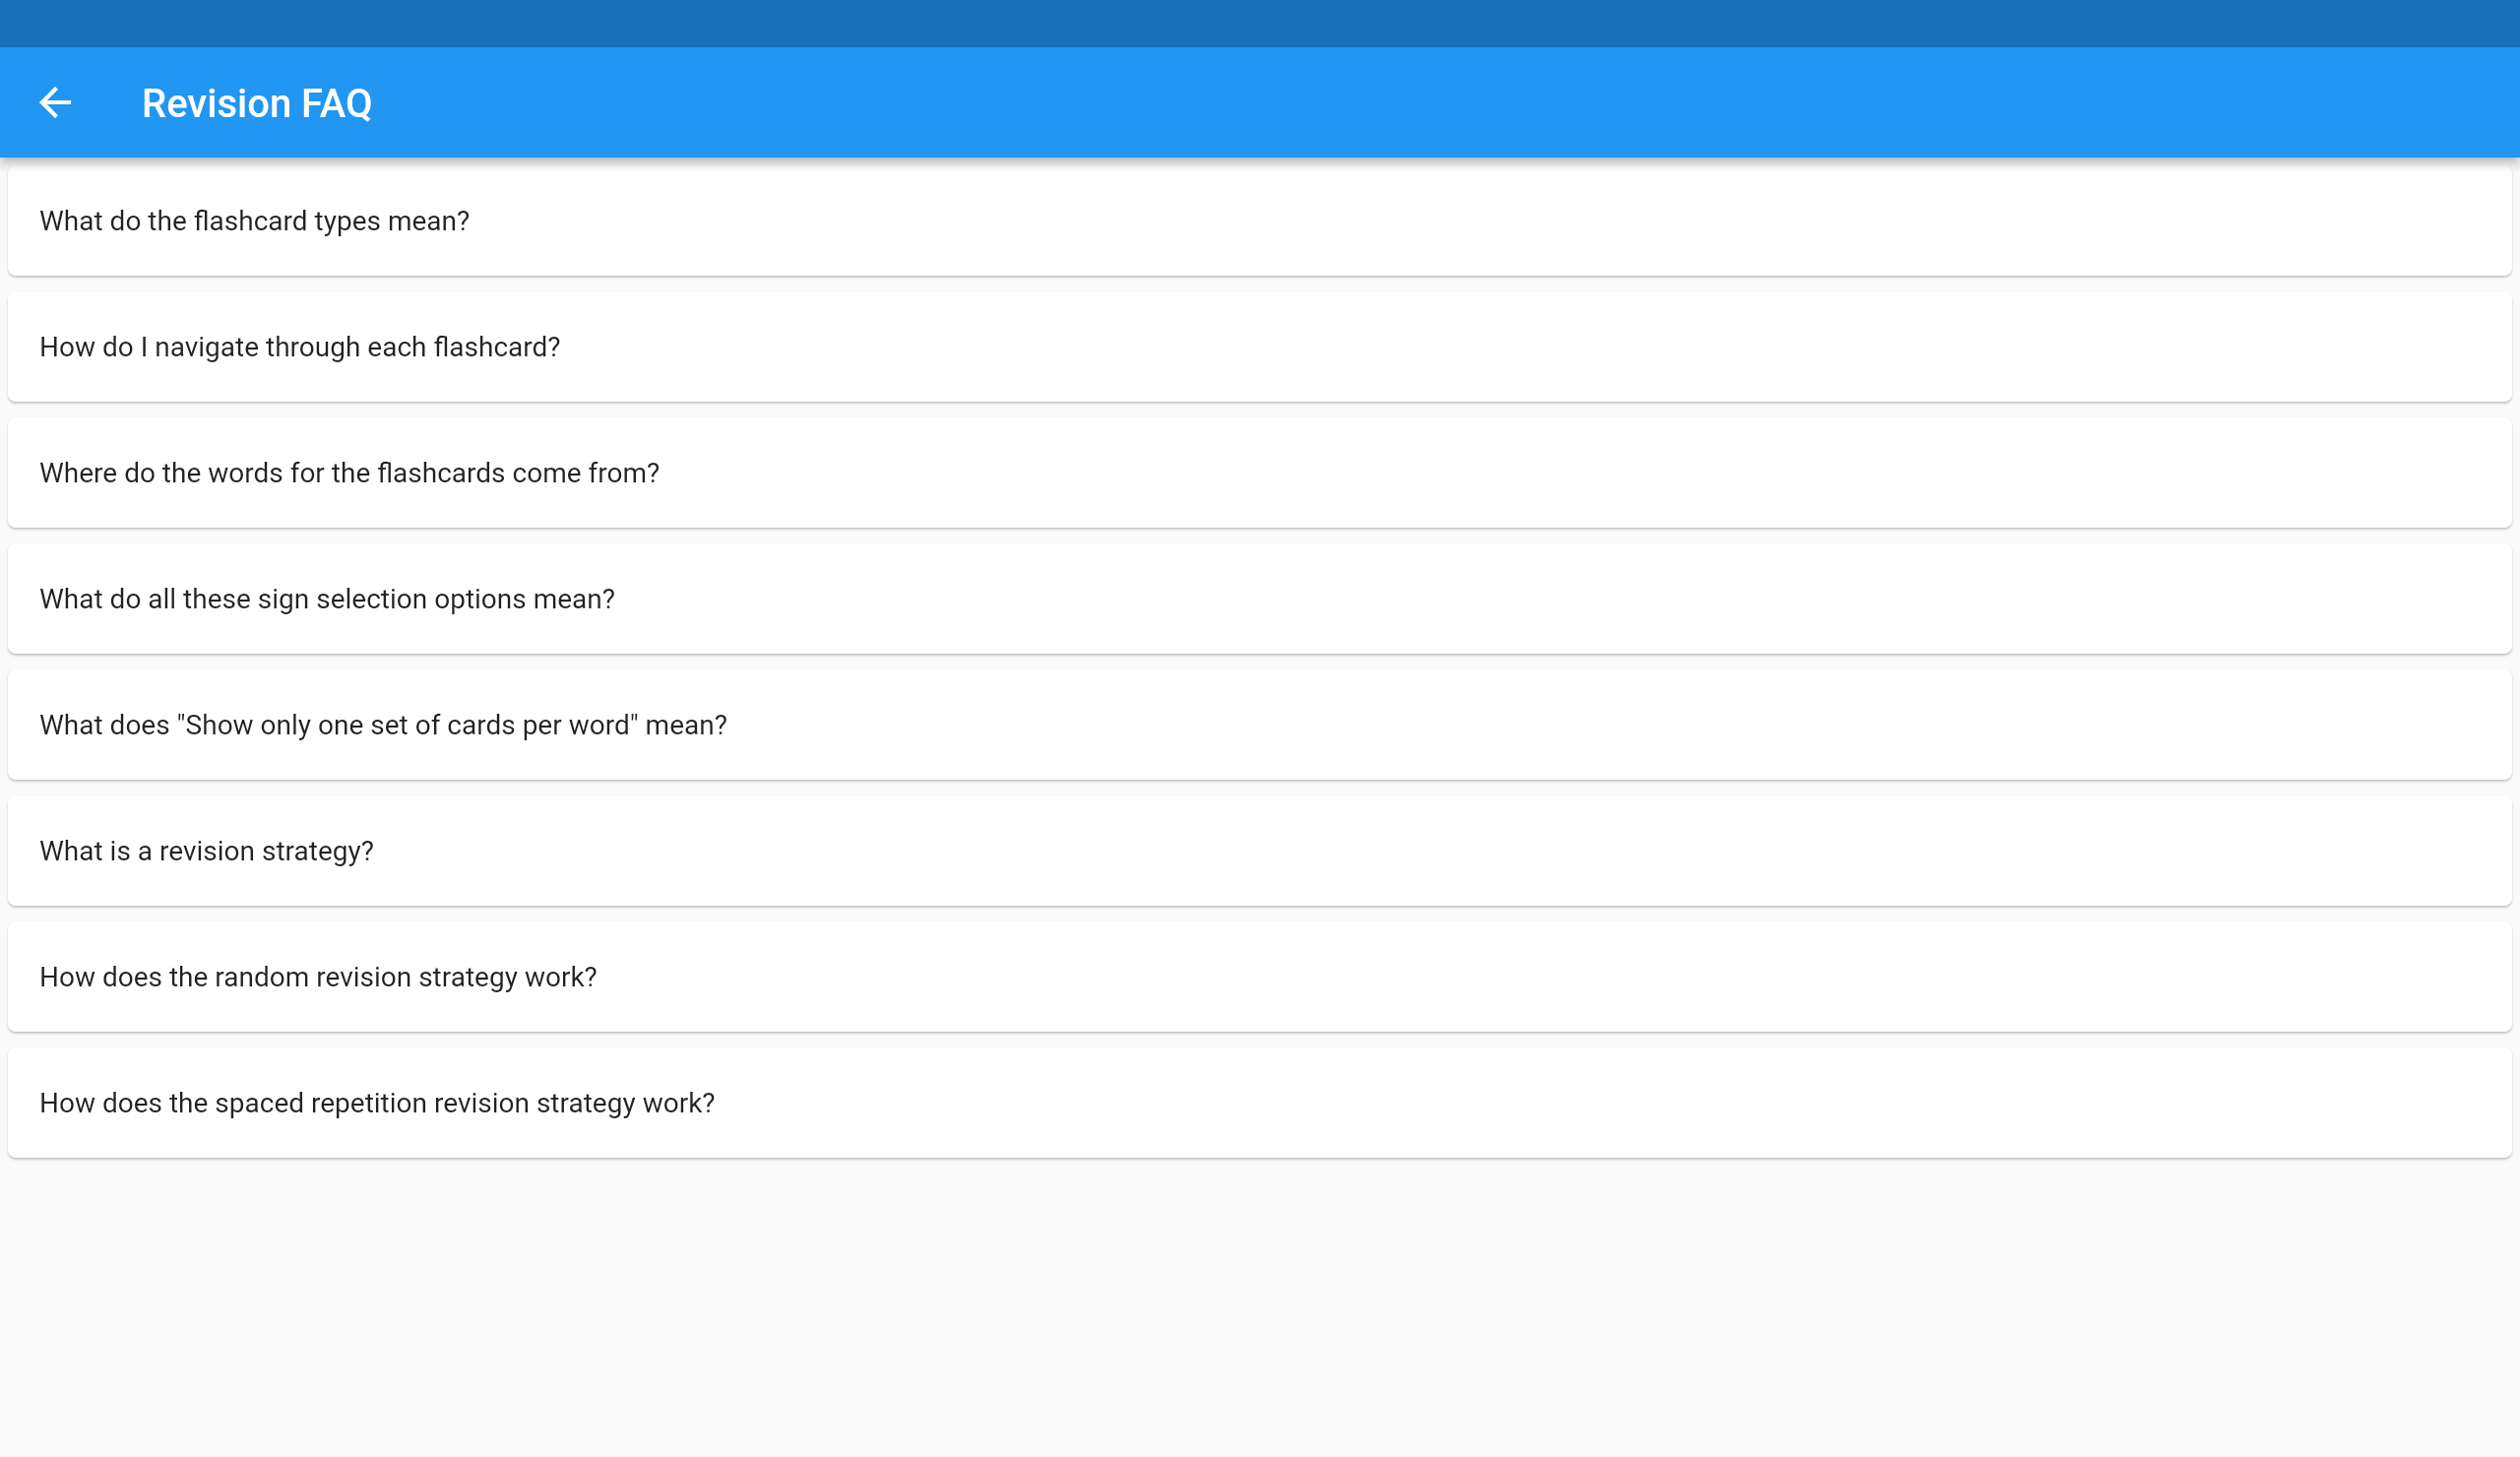 Revision FAQ
What do the flashcard types mean?
How do I navigate through each flashcard?
Where do the words for the flashcards come from?
What do all these sign selection options mean?
What does "Show only one set of cards per word" mean?
What is a revision strategy?
How does the random revision strategy work?
How does the spaced repetition revision strategy work?